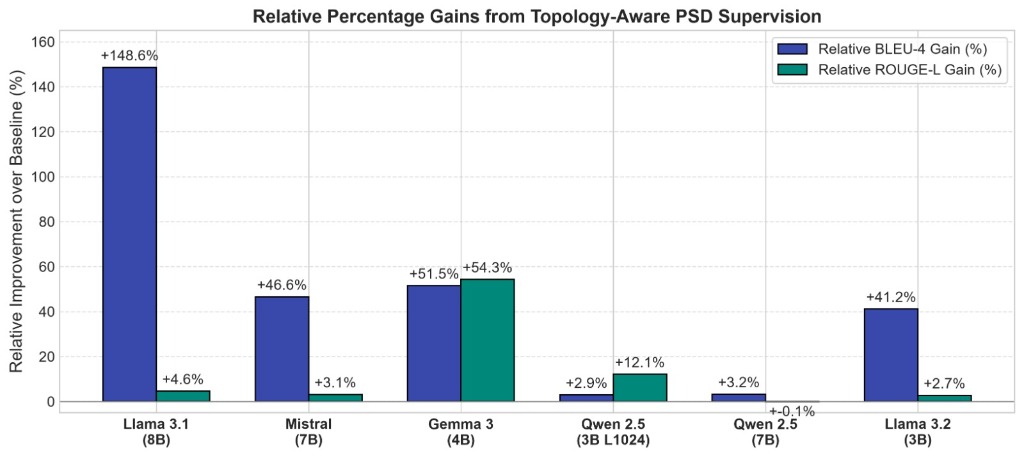 Relative Percentage Gains from Topology-Aware PSD Supervision
Relative Improvement over Baseline (%)
160
140
120
100
80
60
40
20
0
Relative BLEU-4 Gain (%)
Relative ROUGE-L Gain (%)
+148.6%
+4.6%
+46.6%
+3.1%
+51.5%
+54.3%
+2.9%
+12.1%
+3.2%
+-0.1%
+41.2%
+2.7%
Llama 3.1
(8B)
Mistral
(7B)
Gemma 3
(4B)
Qwen 2.5
(3B L1024)
Qwen 2.5
(7B)
Llama 3.2
(3B)